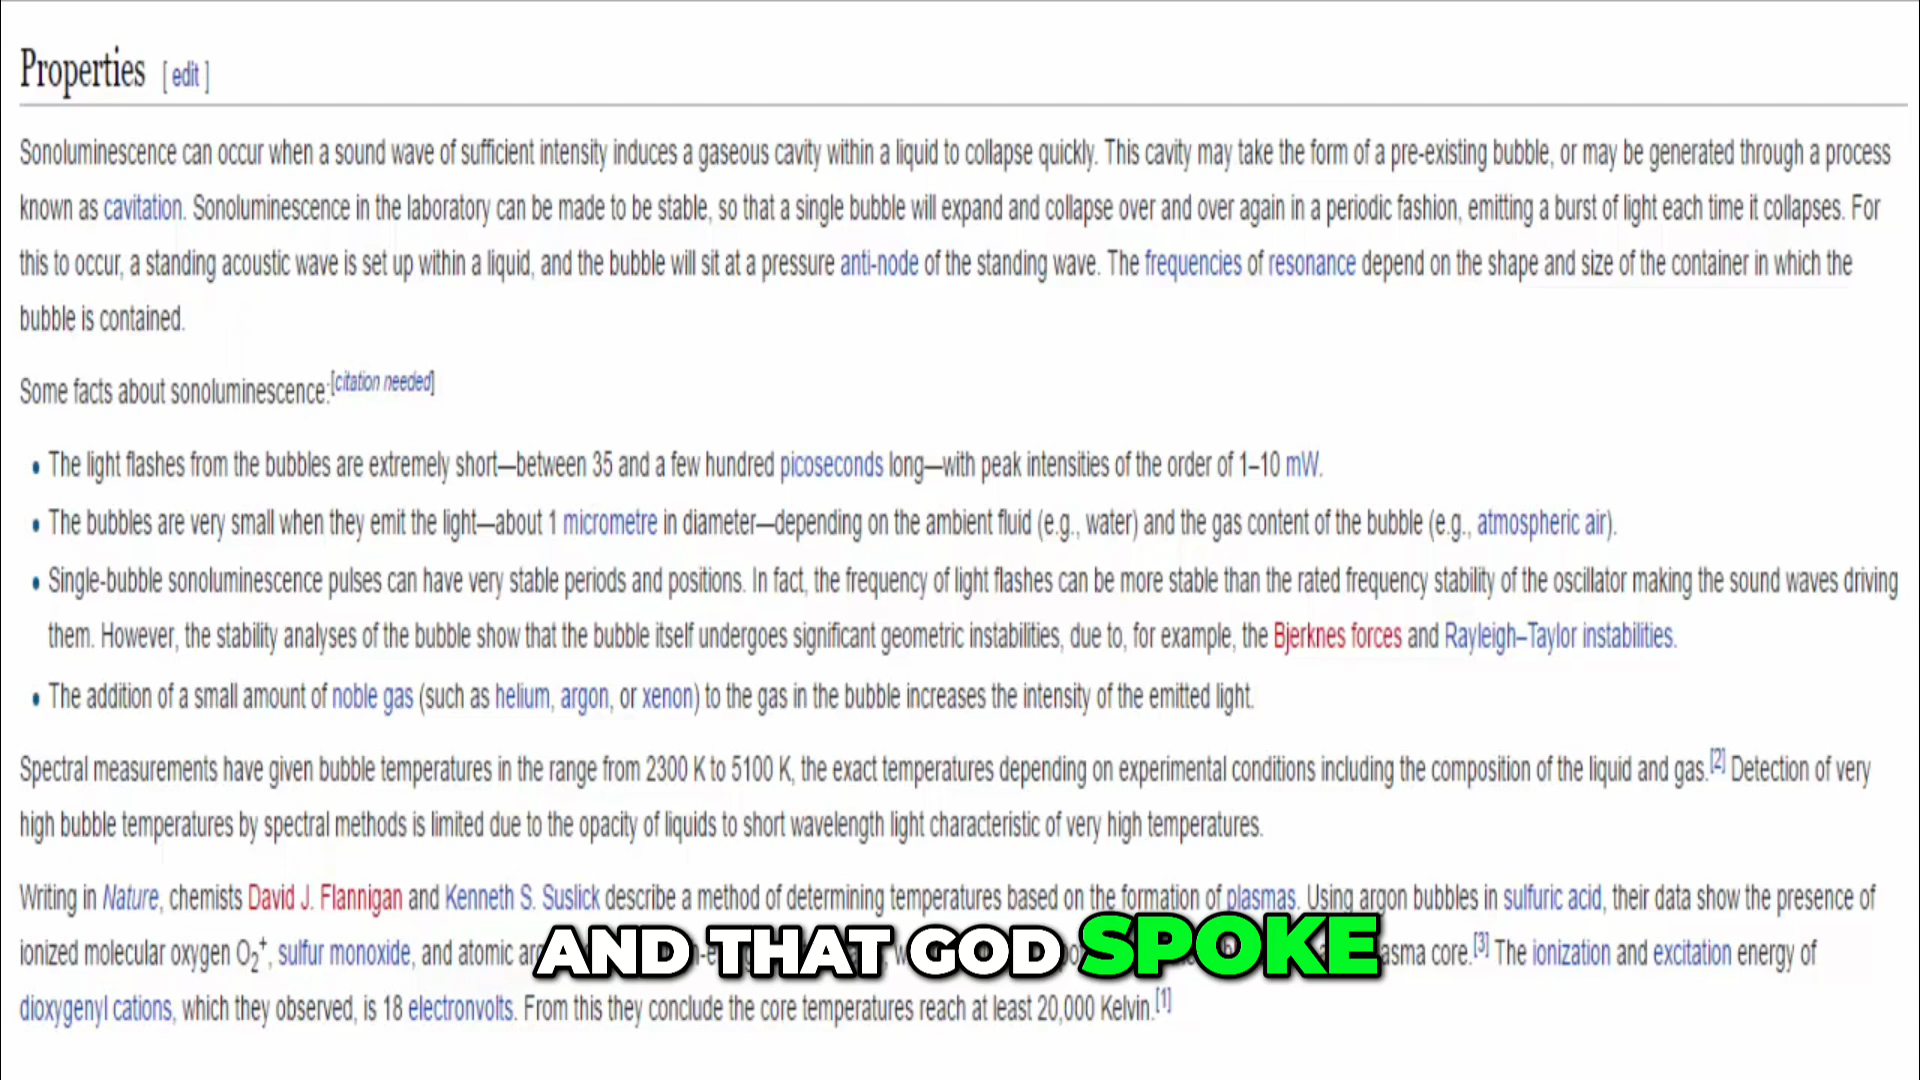 Properties [ edit ]
Sonoluminescence can occur when a sound wave of sufficient intensity induces a gaseous cavity within a liquid to collapse quickly. This cavity may take the form of a pre-existing bubble, or may be generated through a process
known as cavitation. Sonoluminescence in the laboratory can be made to be stable, so that a single bubble will expand and collapse over and over again in a periodic fashion, emitting a burst of light each time it collapses. For
this to occur, a standing acoustic wave is set up within a liquid, and the bubble will sit at a pressure anti-node of the standing wave. The frequencies of resonance depend on the shape and size of the container in which the
bubble is contained.
Some facts about sonoluminescence:[citation needed]
• The light flashes from the bubbles are extremely short—between 35 and a few hundred picoseconds long—with peak intensities of the order of 1–10 mW.
• The bubbles are very small when they emit the light—about 1 micrometre in diameter—depending on the ambient fluid (e.g., water) and the gas content of the bubble (e.g., atmospheric air).
• Single-bubble sonoluminescence pulses can have very stable periods and positions. In fact, the frequency of light flashes can be more stable than the rated frequency stability of the oscillator making the sound waves driving
them. However, the stability analyses of the bubble show that the bubble itself undergoes significant geometric instabilities, due to, for example, the Bjerknes forces and Rayleigh–Taylor instabilities.
• The addition of a small amount of noble gas (such as helium, argon, or xenon) to the gas in the bubble increases the intensity of the emitted light.
Spectral measurements have given bubble temperatures in the range from 2300 K to 5100 K, the exact temperatures depending on experimental conditions including the composition of the liquid and gas.[2] Detection of very
high bubble temperatures by spectral methods is limited due to the opacity of liquids to short wavelength light characteristic of very high temperatures.
Writing in Nature, chemists David J. Flannigan and Kenneth S. Suslick describe a method of determining temperatures based on the formation of plasmas. Using argon bubbles in sulfuric acid, their data show the presence of
ionized molecular oxygen O2+, sulfur monoxide, and atomic core.[3] The ionization and excitation energy of
AND THAT GOD SPOKE
dioxygenyl cations, which they observed, is 18 electronvolts. From this they conclude the core temperatures reach at least 20,000 Kelvin.[1]